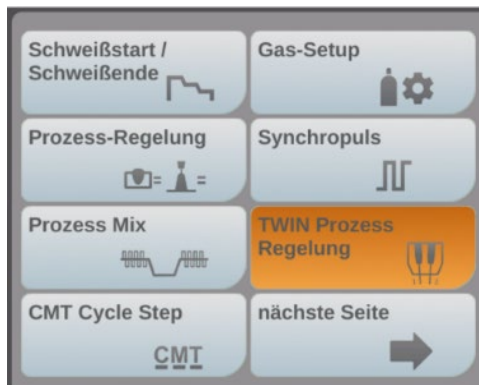 Schweißstart /
Schweißende
Gas-Setup
Prozess-Regelung
Synchropuls
Prozess Mix
TWIN Prozess
Regelung
CMT Cycle Step
CMT
nächste Seite